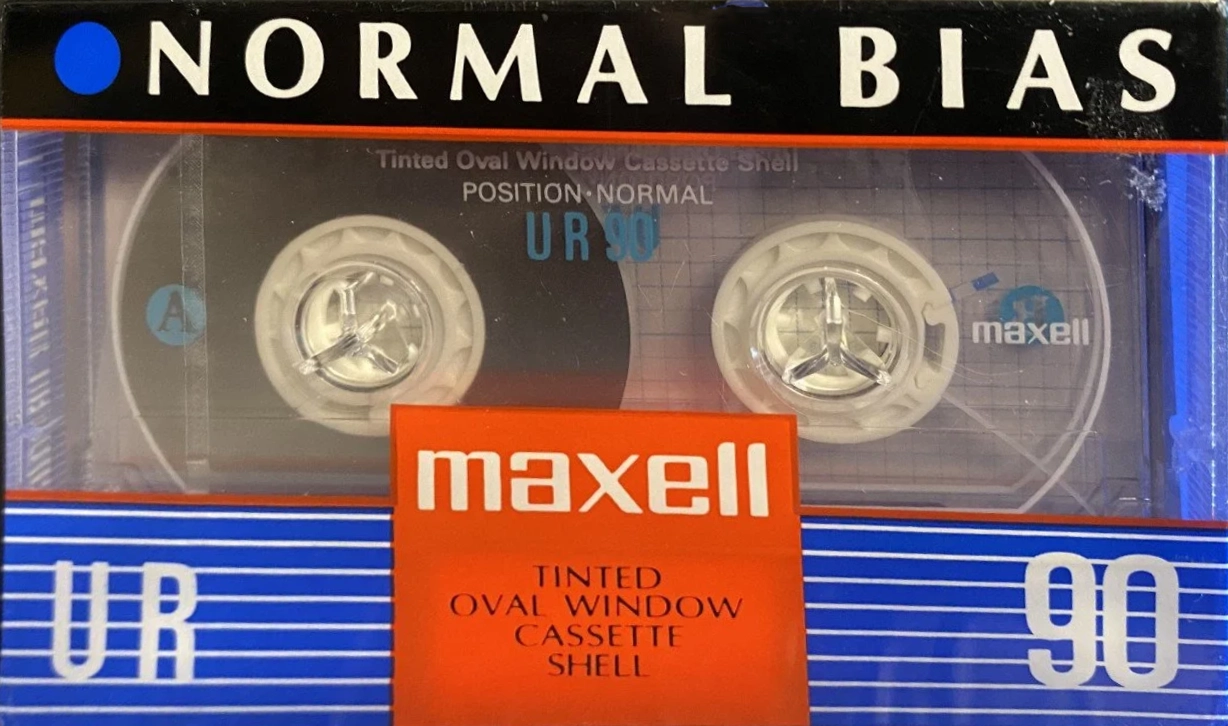 NORMAL BIAS
Tinted Oval Window Cassette Shell
POSITION·NORMAL
UR 90
A
maxell
maxell
TINTED
OVAL WINDOW
CASSETTE
SHELL
UR
90